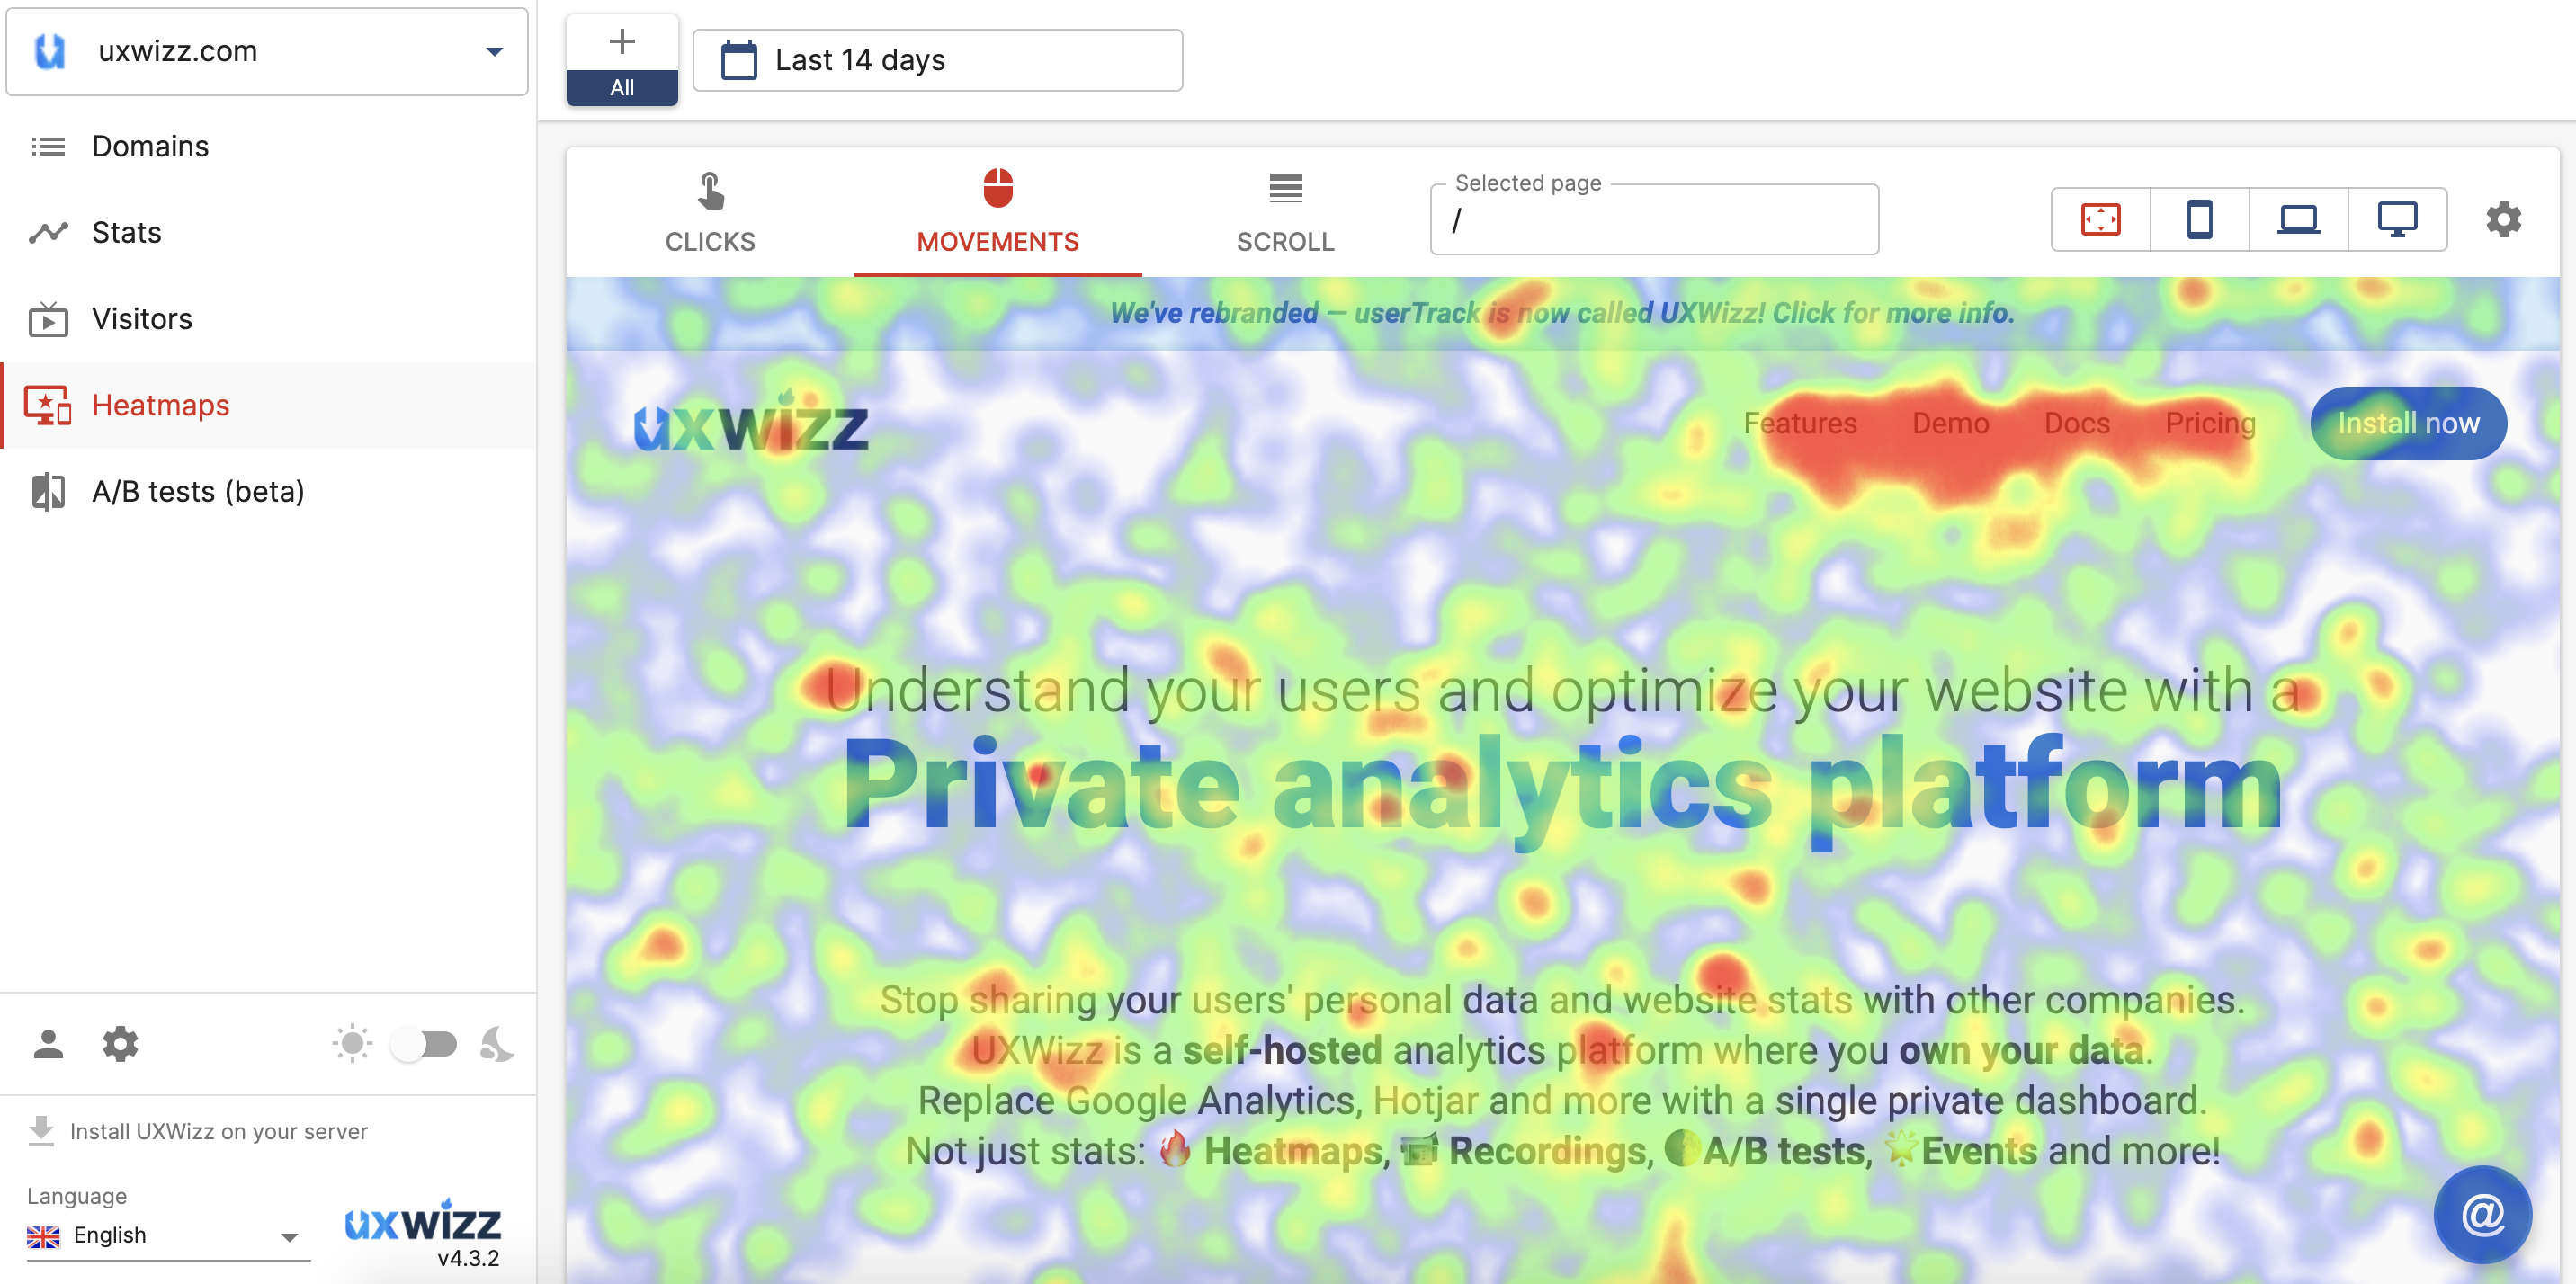 uxwizz.com
Domains
Stats
Visitors
Heatmaps
A/B tests (beta)
Install UXWizz on your server
Language
English
uxwizz
v4.3.2
All
Last 14 days
CLICKS
MOVEMENTS
SCROLL
Selected page
/
We've rebranded — userTrack is now called UXWizz! Click for more info.
uxwizz
Features Demo Docs Pricing Install now
Understand your users and optimize your website with a
Private analytics platform
Stop sharing your users' personal data and website stats with other companies.
UXWizz is a self-hosted analytics platform where you own your data.
Replace Google Analytics, Hotjar and more with a single private dashboard.
Not just stats: 🔥 Heatmaps, 📹 Recordings, 🌓A/B tests, 🌟Events and more!
@